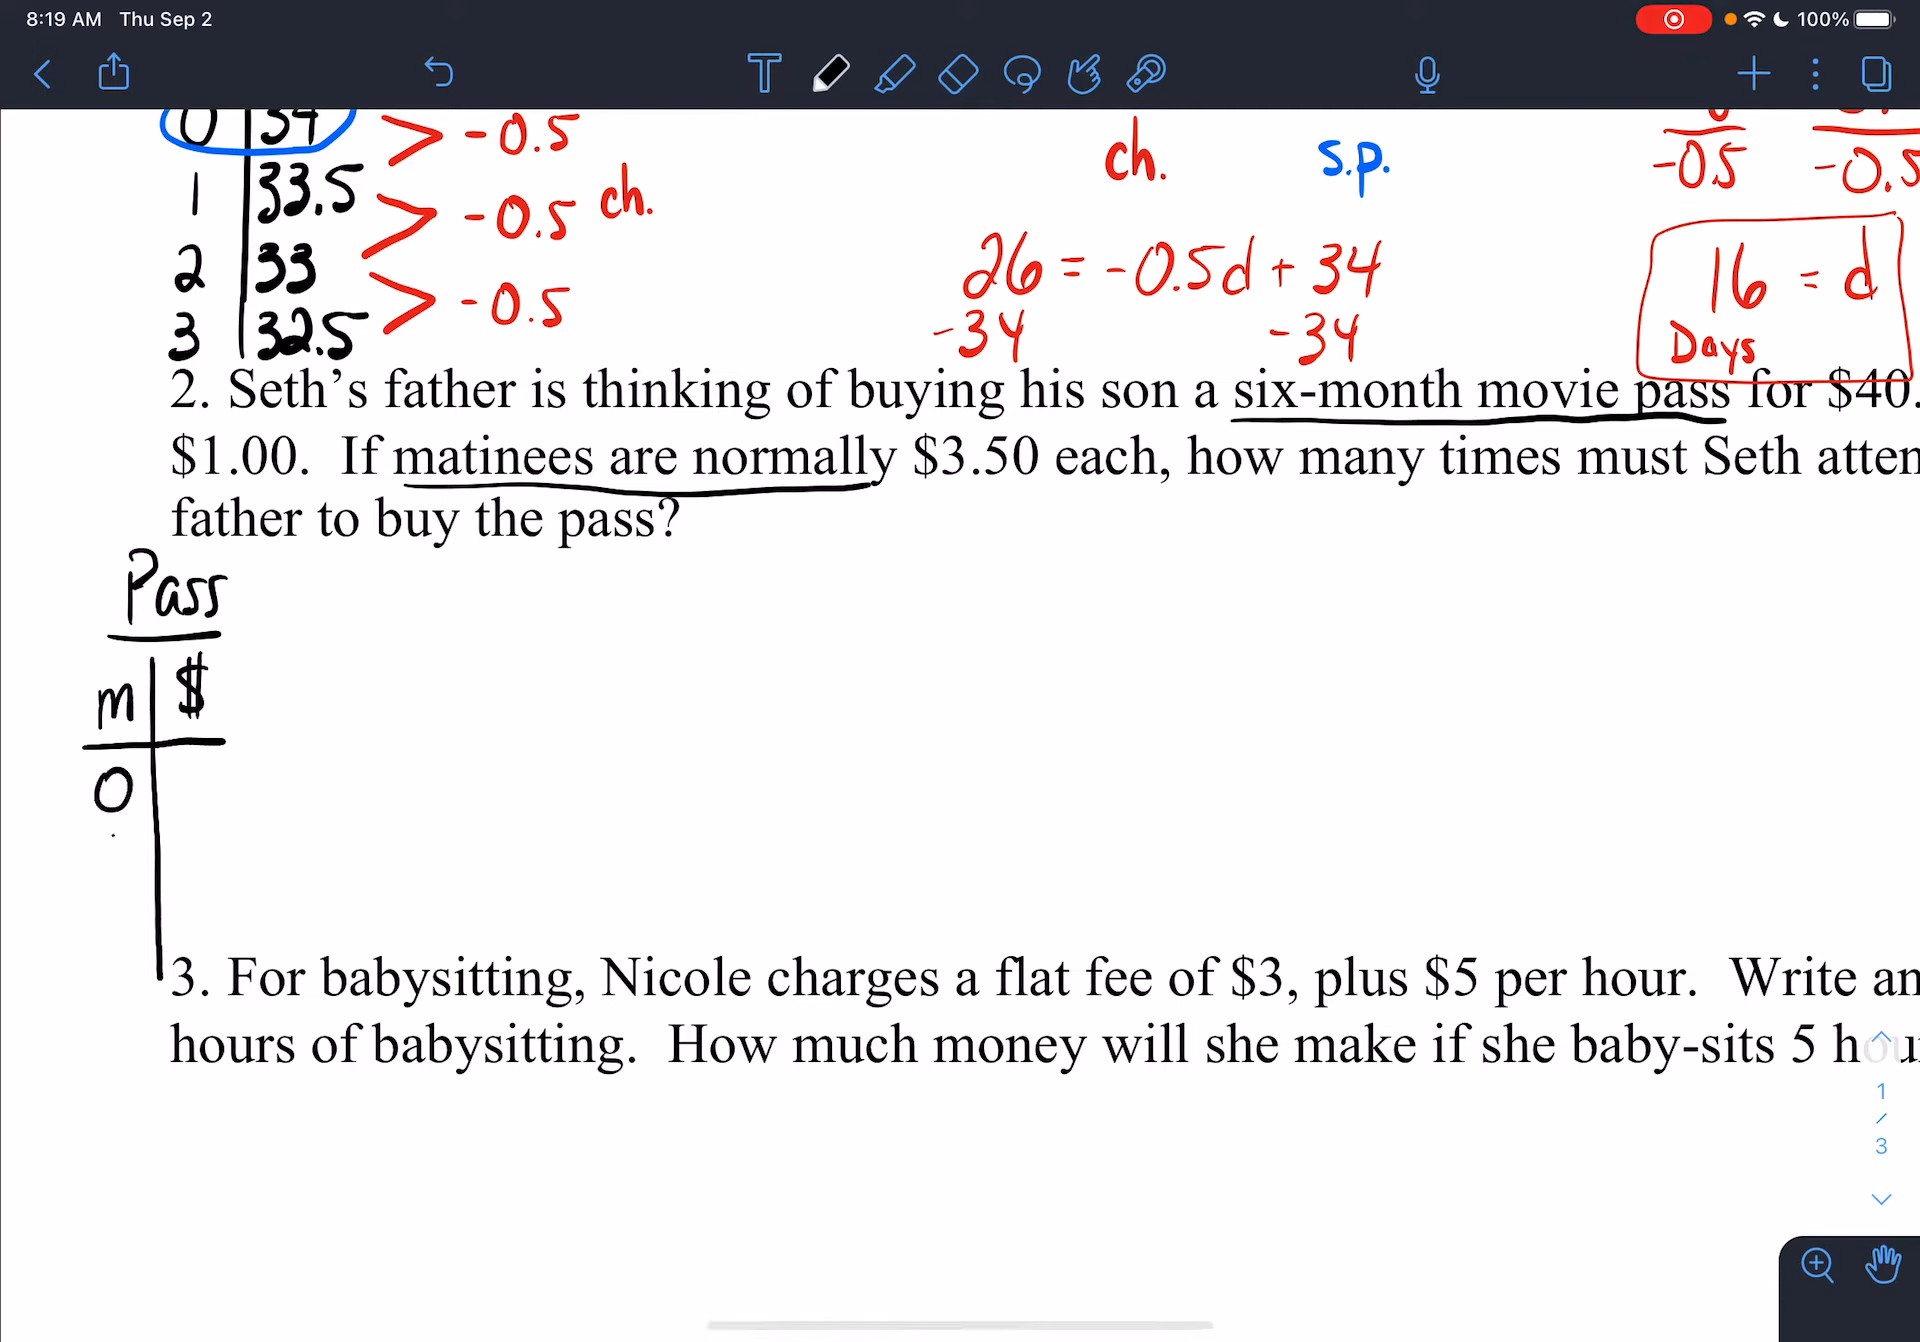 8:19 AM Thu Sep 2
100%
0 34 > -0.5
ch. s.p.
-0.5 -0.5
1 33.5
> -0.5 ch.
2 33
26 = -0.5d + 34
16 = d
> -0.5
3 32.5
-34 -34
Days
2. Seth’s father is thinking of buying his son a six-month movie pass for $40.
$1.00. If matinees are normally $3.50 each, how many times must Seth atten
father to buy the pass?
Pass
m $
0
3. For babysitting, Nicole charges a flat fee of $3, plus $5 per hour. Write an
hours of babysitting. How much money will she make if she baby-sits 5 hou
1
/
3